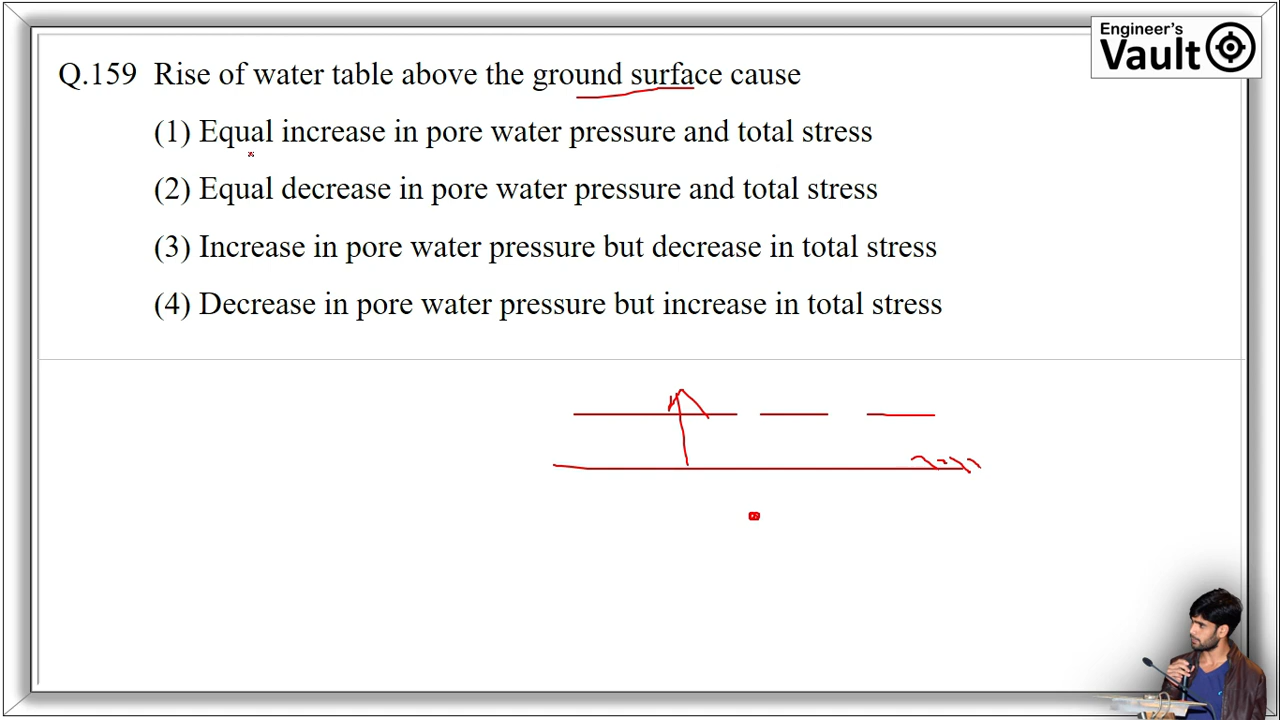 Engineer's
Vault
Q.159 Rise of water table above the ground surface cause
(1) Equal increase in pore water pressure and total stress
(2) Equal decrease in pore water pressure and total stress
(3) Increase in pore water pressure but decrease in total stress
(4) Decrease in pore water pressure but increase in total stress